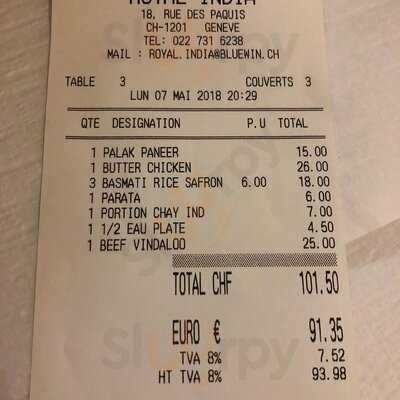 ROYAL INDIA
18, RUE DES PAQUIS
CH-1201 GENEVE
TEL: 022 731 6238
MAIL : ROYAL.INDIA@BLUEWIN.CH
TABLE 3 COUVERTS 3
LUN 07 MAI 2018 20:29
QTE DESIGNATION P.U TOTAL
1 PALAK PANEER 15.00
1 BUTTER CHICKEN 26.00
3 BASMATI RICE SAFRON 6.00 18.00
1 PARATA 6.00
1 PORTION CHAY IND 7.00
1 1/2 EAU PLATE 4.50
1 BEEF VINDALOO 25.00
TOTAL CHF 101.50
EURO € 91.35
TVA 8% 7.52
HT TVA 8% 93.98
Sluurpy